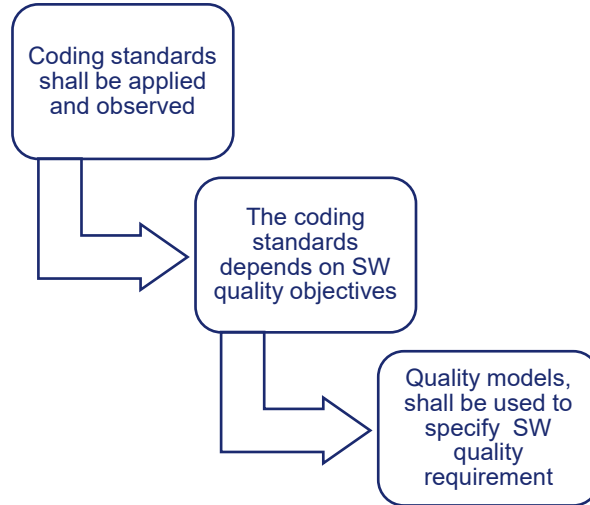 Coding standards
shall be applied
and observed
The coding
standards
depends on SW
quality objectives
Quality models,
shall be used to
specify SW
quality
requirement